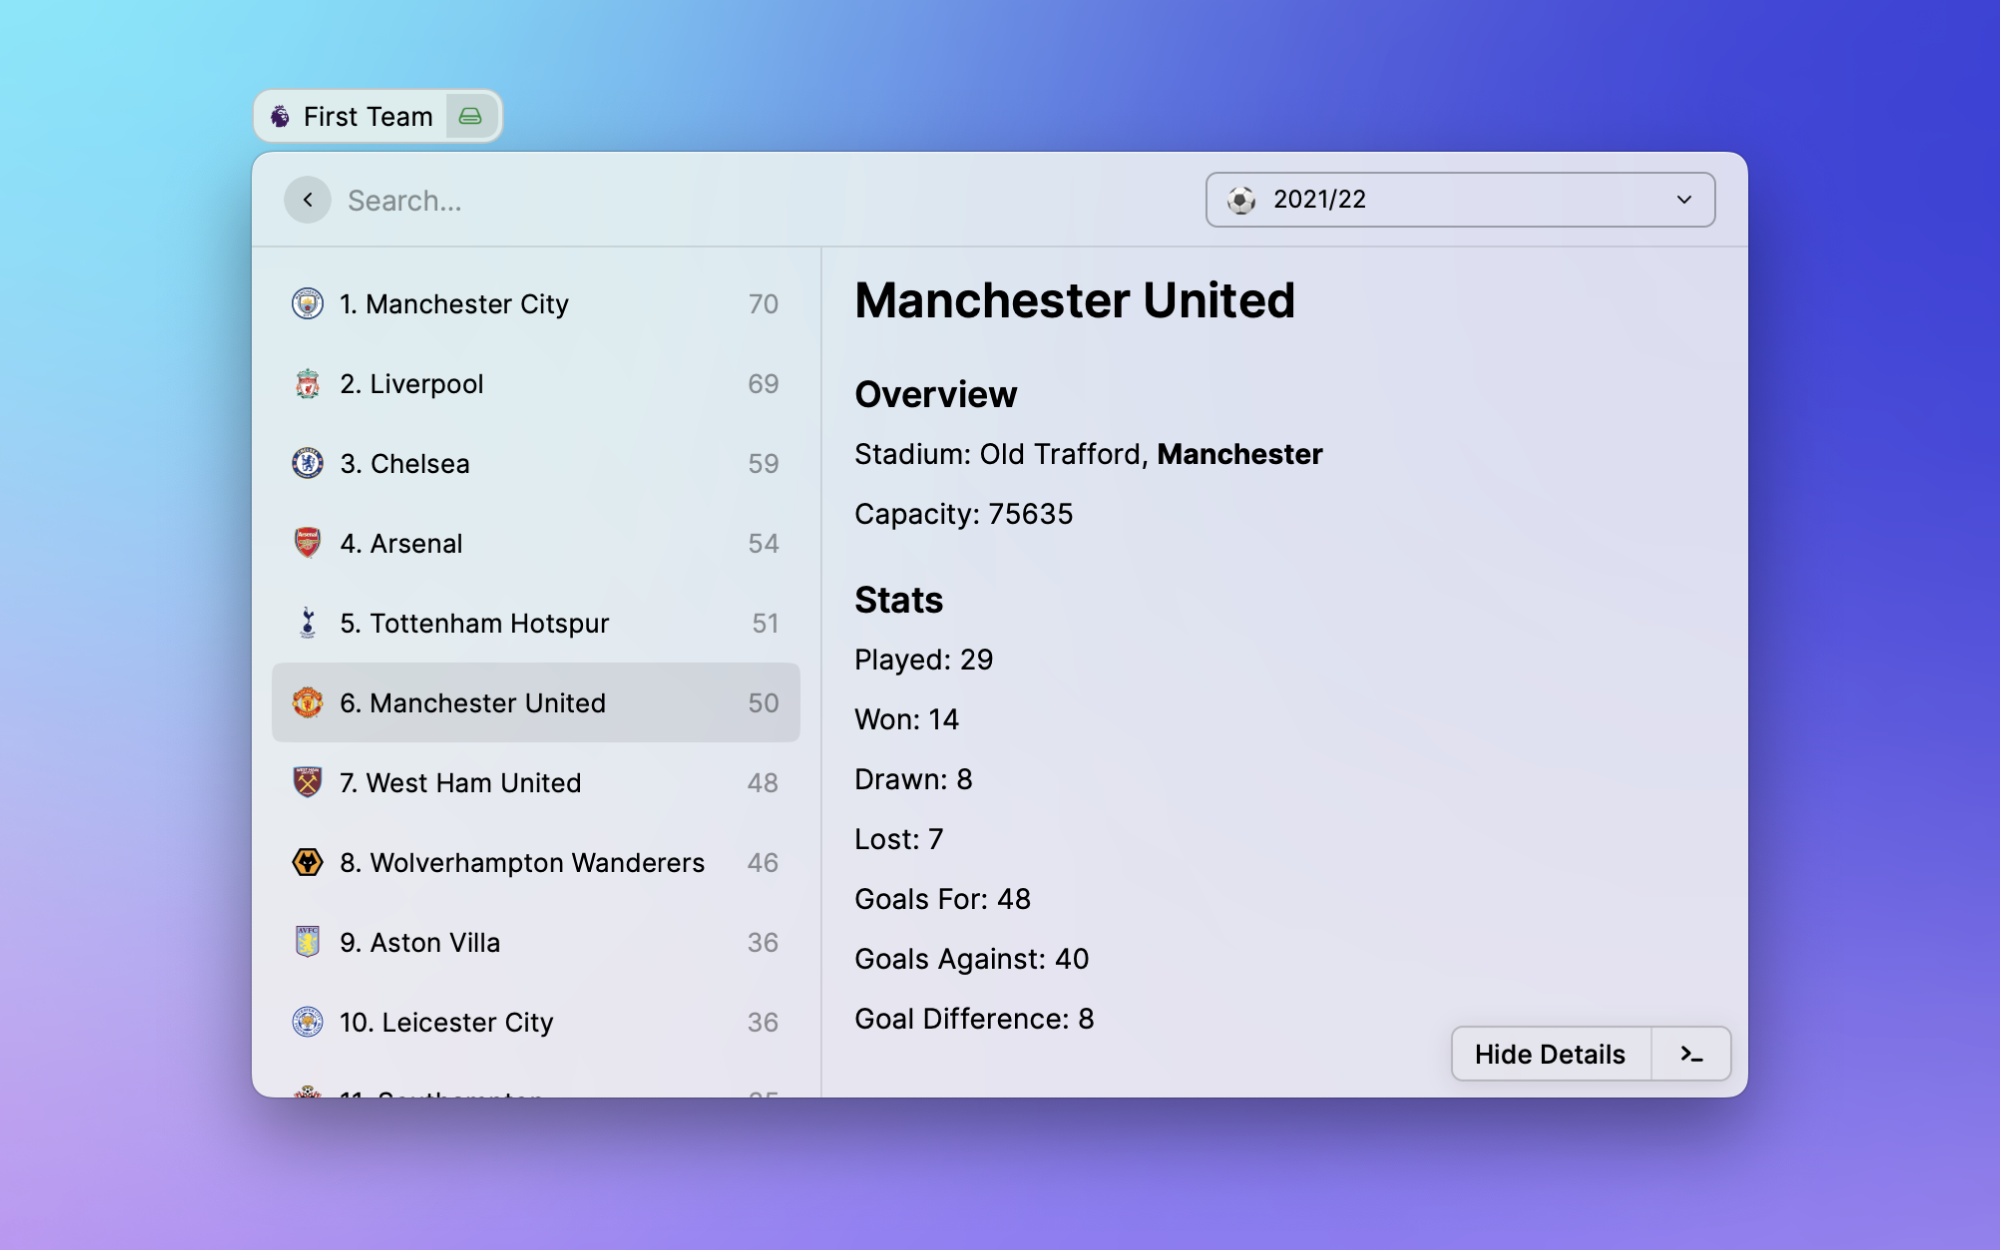 First Team
Search...
2021/22
1. Manchester City 70
2. Liverpool 69
3. Chelsea 59
4. Arsenal 54
5. Tottenham Hotspur 51
6. Manchester United 50
7. West Ham United 48
8. Wolverhampton Wanderers 46
9. Aston Villa 36
10. Leicester City 36
11. Southampton
Manchester United
Overview
Stadium: Old Trafford, Manchester
Capacity: 75635
Stats
Played: 29
Won: 14
Drawn: 8
Lost: 7
Goals For: 48
Goals Against: 40
Goal Difference: 8
Hide Details